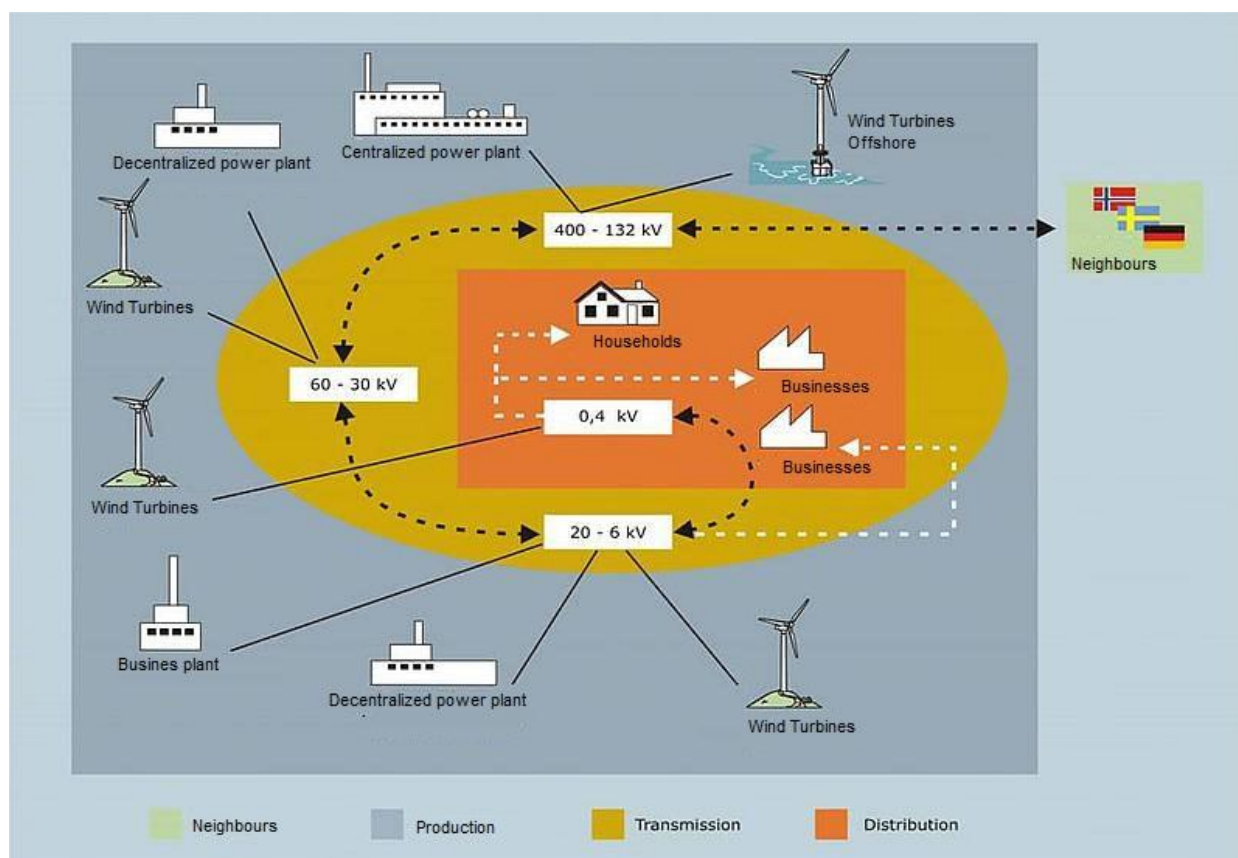 Decentralized power plant
Centralized power plant
Wind Turbines
Offshore
Wind Turbines
400 - 132 kV
Neighbours
Households
60 - 30 kV
Businesses
0,4 kV
Businesses
Wind Turbines
20 - 6 kV
Busines plant
Decentralized power plant
Wind Turbines
Neighbours
Production
Transmission
Distribution